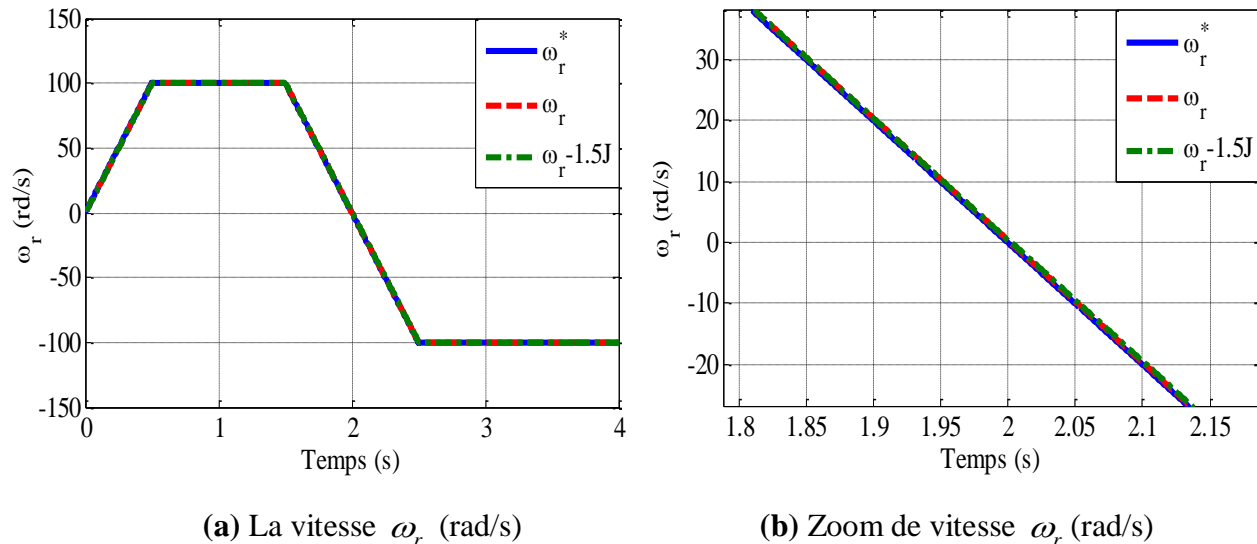 150
100
50
0
-50
-100
-150
0 1 2 3 4
Temps (s)
ω_r (rd/s)
ω_r^*
ω_r
ω_r-1.5J
30
20
10
0
-10
-20
1.8 1.85 1.9 1.95 2 2.05 2.1 2.15
Temps (s)
ω_r (rd/s)
ω_r^*
ω_r
ω_r-1.5J
(a) La vitesse ω_r (rad/s)
(b) Zoom de vitesse ω_r (rad/s)